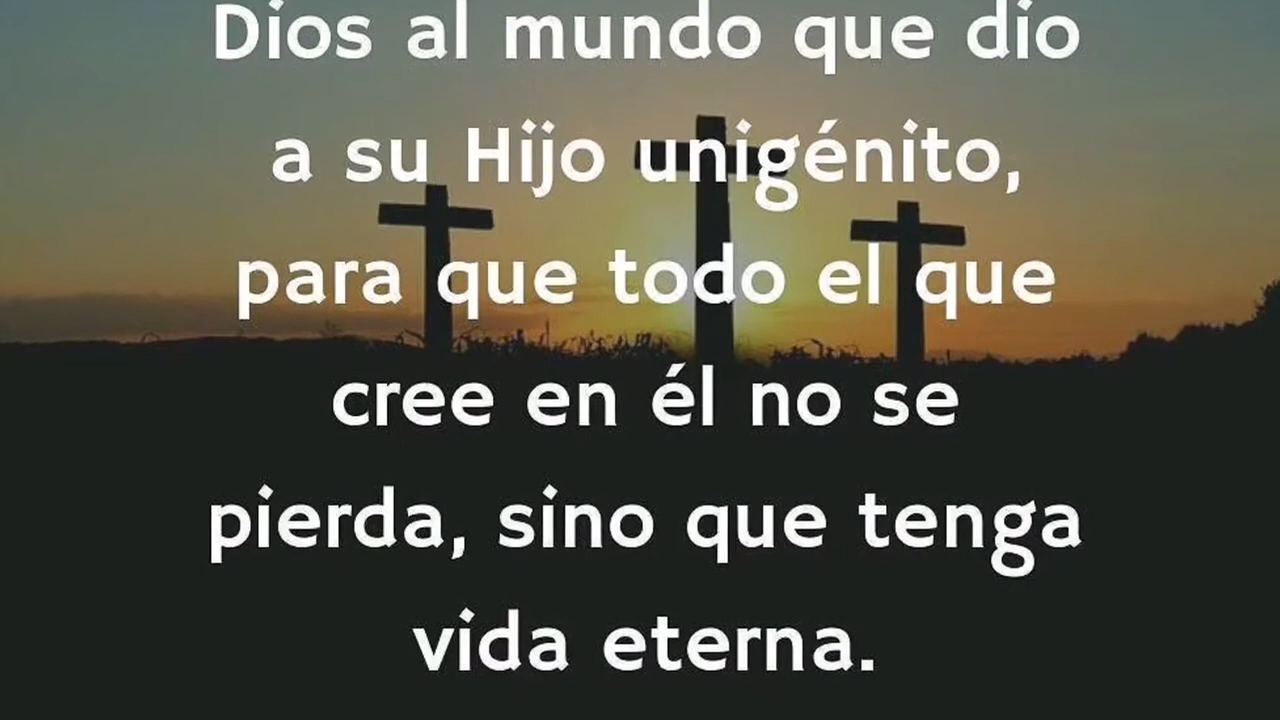 Dios al mundo que dio
a su Hijo unigénito,
para que todo el que
cree en él no se
pierda, sino que tenga
vida eterna.